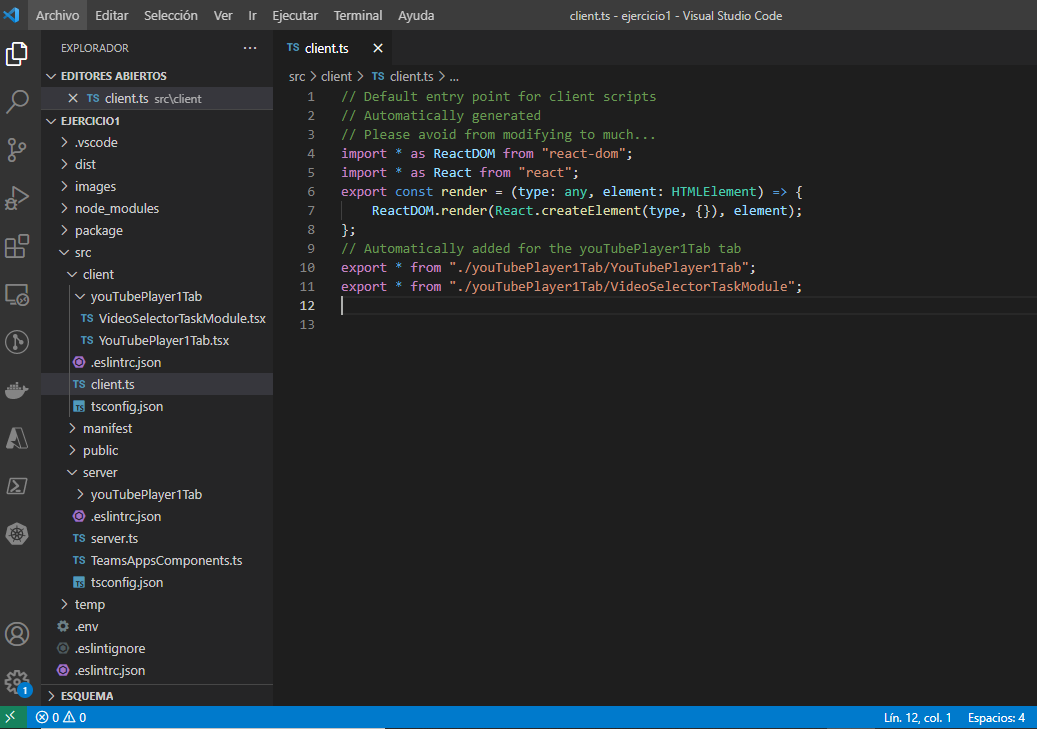 Archivo Editar Selección Ver Ir Ejecutar Terminal Ayuda client.ts - ejercicio1 - Visual Studio Code
EXPLORADOR ···
EDITORES ABIERTOS
TS client.ts src\client
EJERCICIO1
.vscode
dist
images
node_modules
package
src
client
youTubePlayer1Tab
TS VideoSelectorTaskModule.tsx
TS YouTubePlayer1Tab.tsx
.eslintrc.json
TS client.ts
TS tsconfig.json
manifest
public
server
youTubePlayer1Tab
.eslintrc.json
TS server.ts
TS TeamsAppsComponents.ts
TS tsconfig.json
temp
.env
.eslintignore
.eslintrc.json
ESQUEMA
1
TS client.ts
src > client > TS client.ts > ...
1 // Default entry point for client scripts
2 // Automatically generated
3 // Please avoid from modifying to much...
4 import * as ReactDOM from "react-dom";
5 import * as React from "react";
6 export const render = (type: any, element: HTMLElement) => {
7 ReactDOM.render(React.createElement(type, {}), element);
8 };
9 // Automatically added for the youTubePlayer1Tab tab
10 export * from "./youTubePlayer1Tab/YouTubePlayer1Tab";
11 export * from "./youTubePlayer1Tab/VideoSelectorTaskModule";
12
13
0 0 Lín. 12, col. 1 Espacios: 4